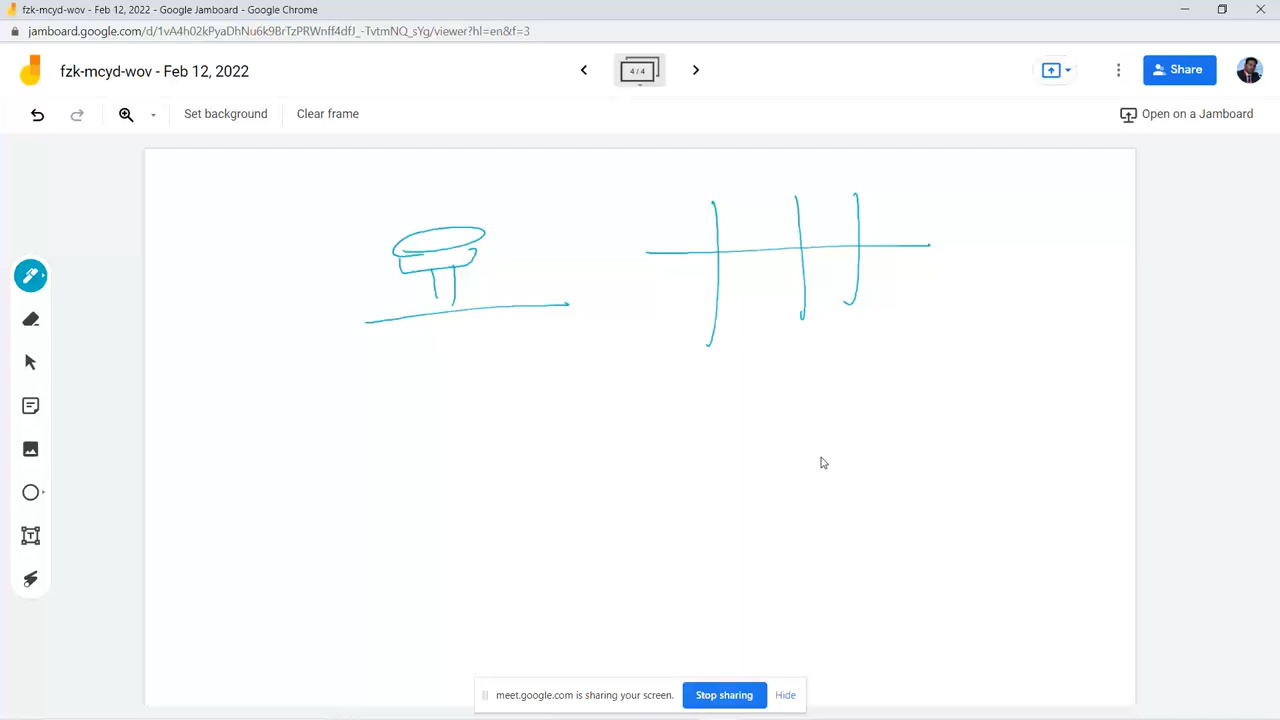 fzk-mcyd-wov - Feb 12, 2022 - Google Jamboard - Google Chrome
jamboard.google.com/d/1vA4h02kPyaDhNu6k9BrTzPRWnff4dfJ_-TvtmNQ_sYg/viewer?hl=en&f=3
fzk-mcyd-wov - Feb 12, 2022
4 / 4
Share
Set background
Clear frame
Open on a Jamboard
T
meet.google.com is sharing your screen.
Stop sharing
Hide